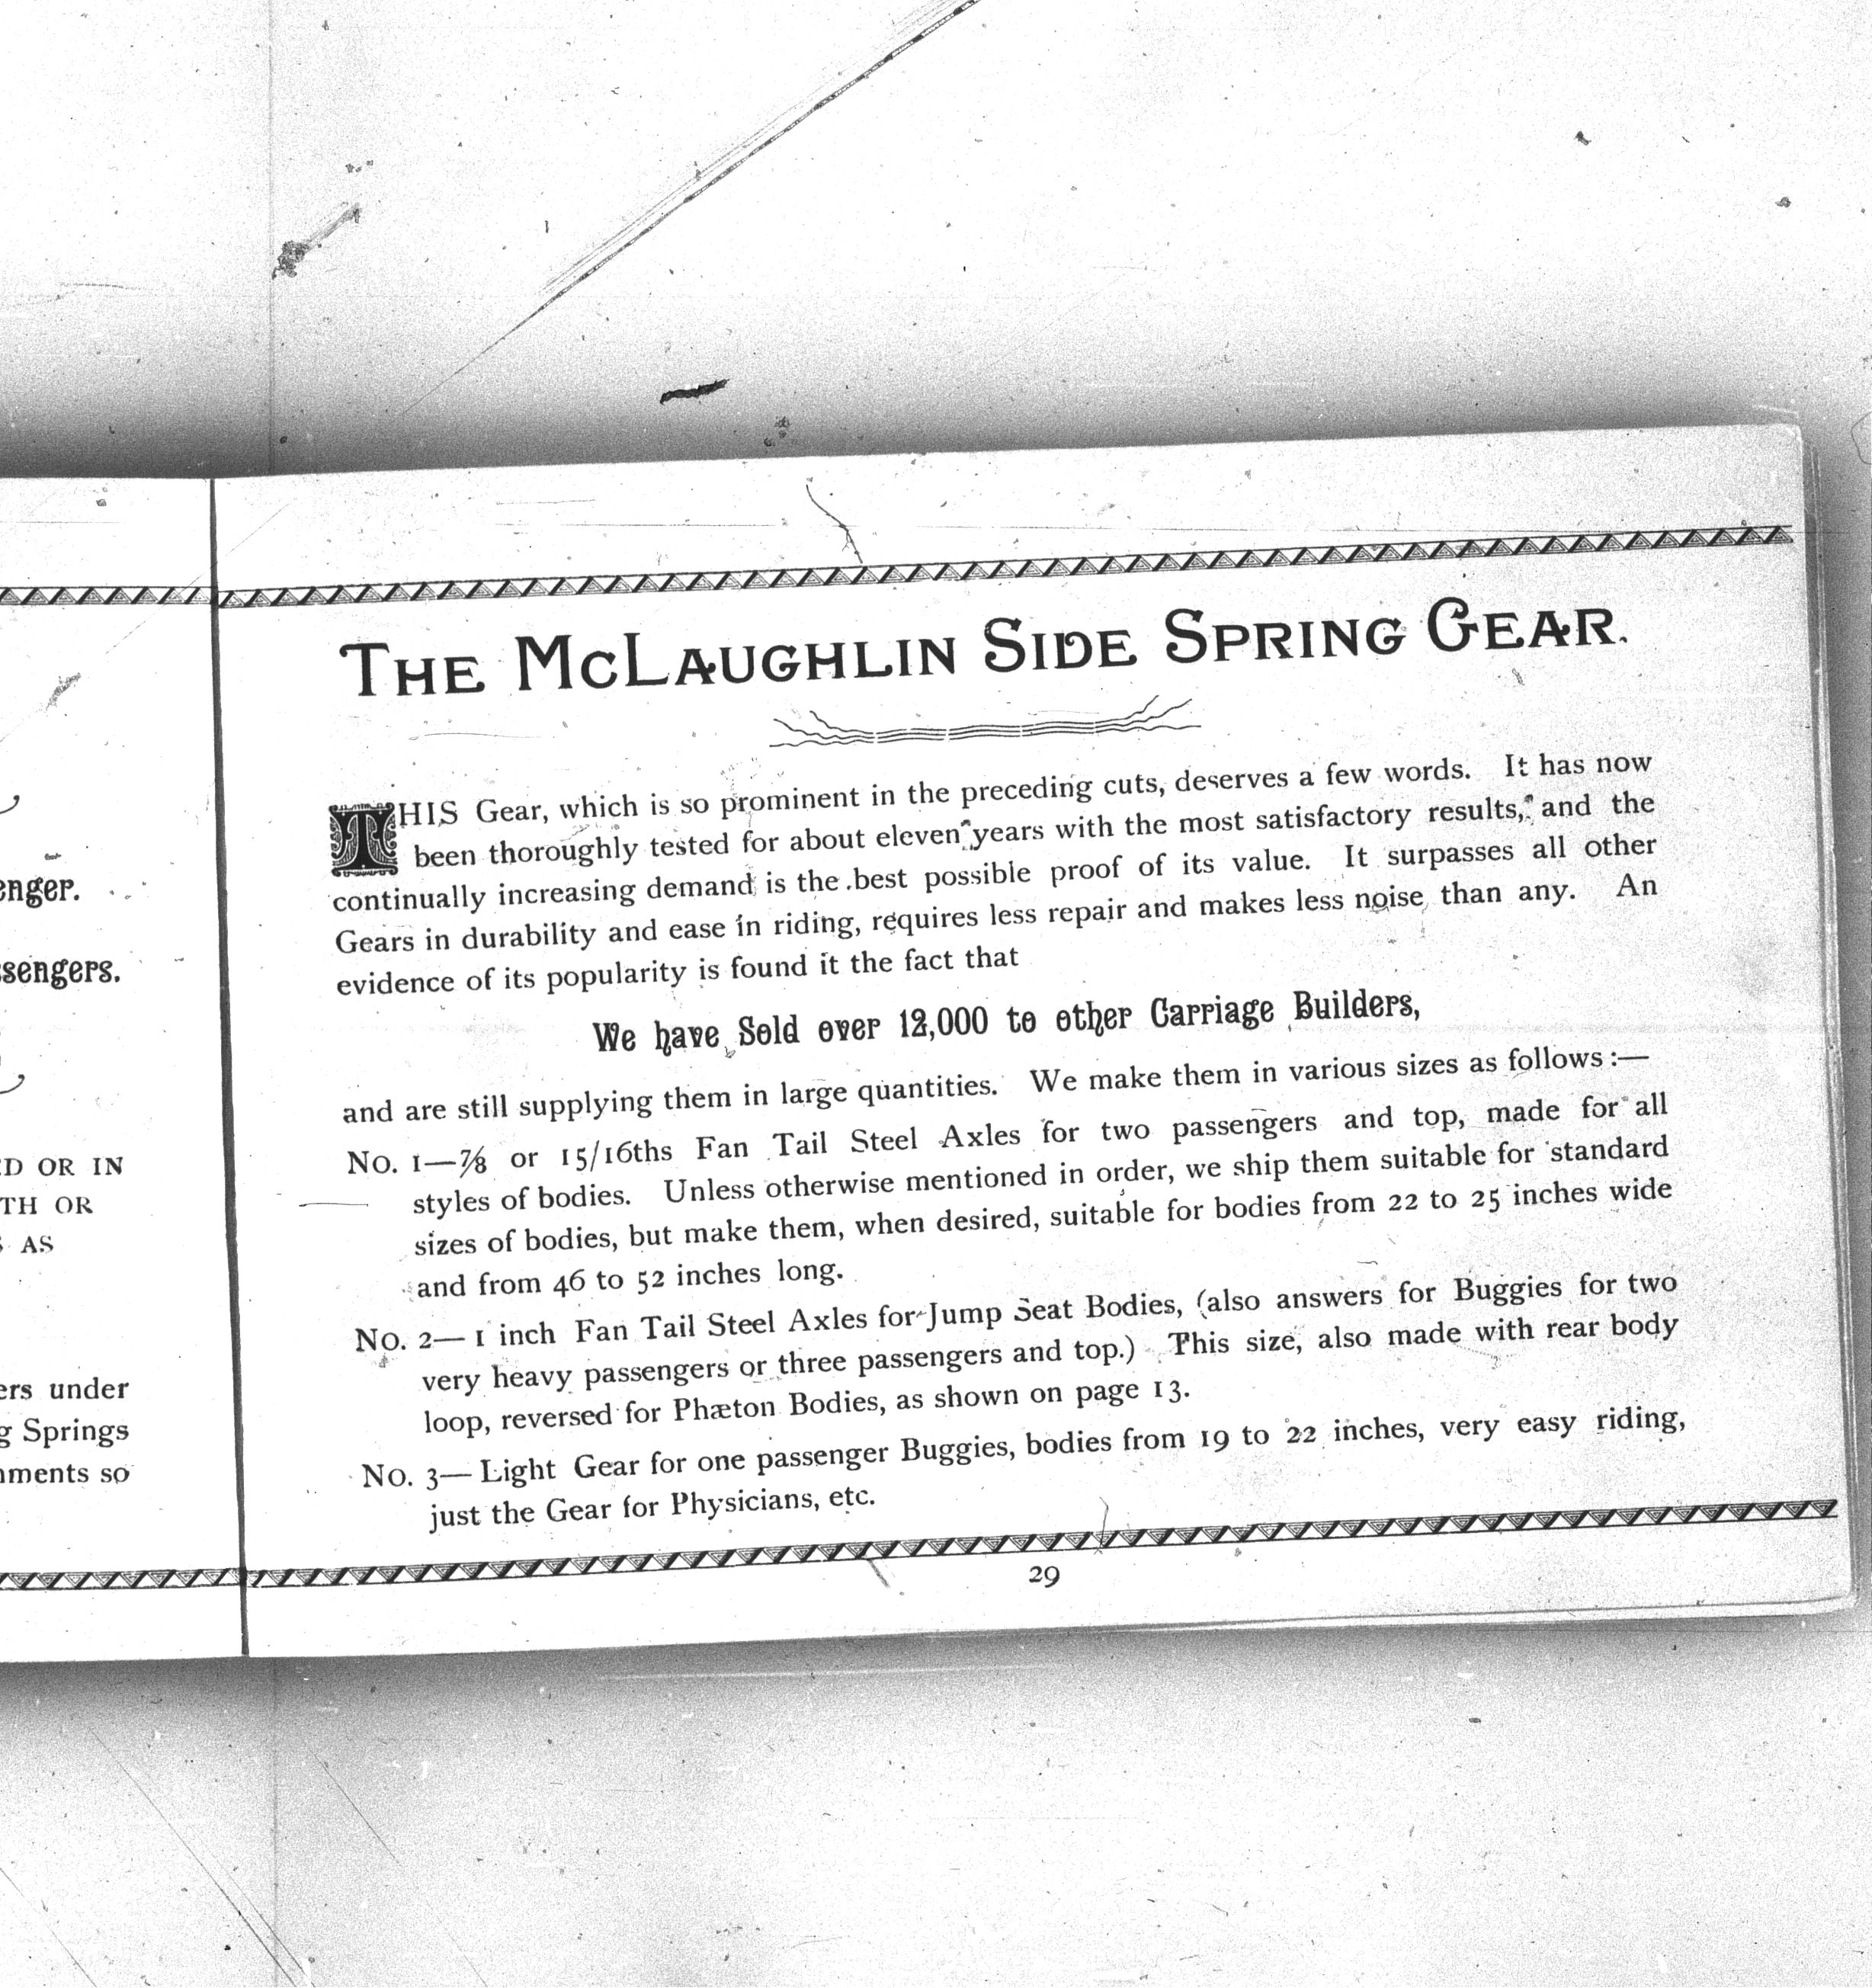 enger.
ssengers.
D OR IN
TH OR
AS
ers under
g Springs
ments so
THE MCLAUGHLIN SIDE SPRING GEAR.
THIS Gear, which is so prominent in the preceding cuts, deserves a few words. It has now
been thoroughly tested for about eleven years with the most satisfactory results, and the
continually increasing demand is the best possible proof of its value. It surpasses all other
Gears in durability and ease in riding, requires less repair and makes less noise than any. An
evidence of its popularity is found it the fact that
We have Sold over 12,000 to other Carriage Builders,
and are still supplying them in large quantities. We make them in various sizes as follows:—
No. 1—⅞ or 15/16ths Fan Tail Steel Axles for two passengers and top, made for all
styles of bodies. Unless otherwise mentioned in order, we ship them suitable for standard
sizes of bodies, but make them, when desired, suitable for bodies from 22 to 25 inches wide
and from 46 to 52 inches long.
No. 2— 1 inch Fan Tail Steel Axles for Jump Seat Bodies, (also answers for Buggies for two
very heavy passengers or three passengers and top.) This size, also made with rear body
loop, reversed for Phæton Bodies, as shown on page 13.
No. 3— Light Gear for one passenger Buggies, bodies from 19 to 22 inches, very easy riding,
just the Gear for Physicians, etc.
29